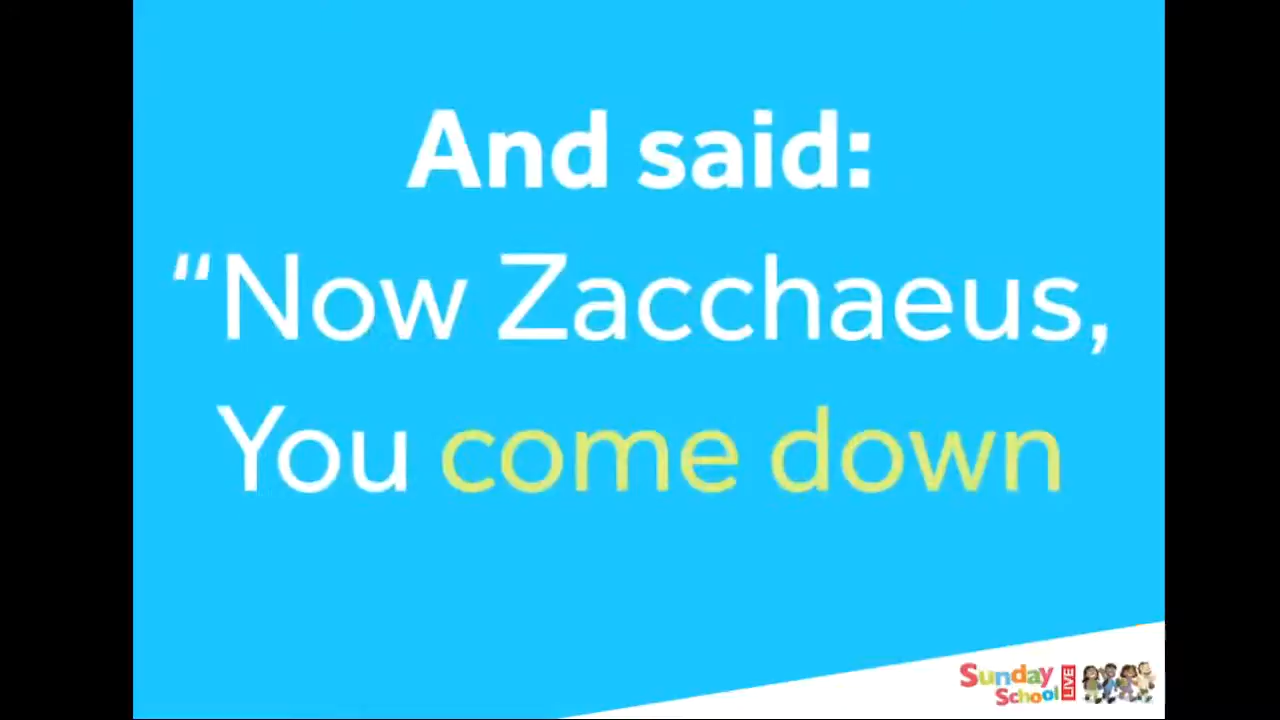 And said:
“Now Zacchaeus,
You come down
Sunday
School
LIVE